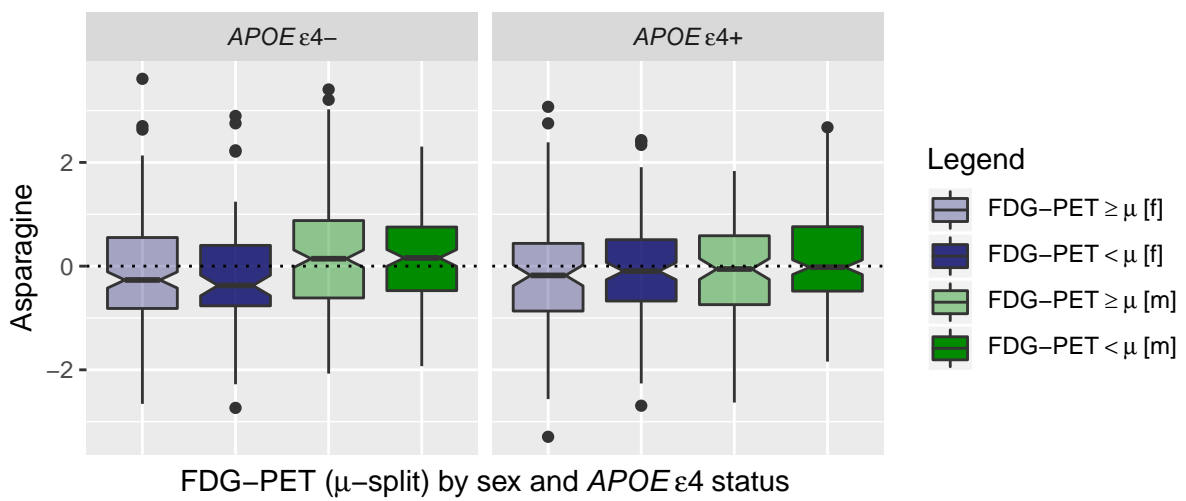 APOE ε4− APOE ε4+
Asparagine
2
0
−2
FDG−PET (μ−split) by sex and APOE ε4 status
Legend
FDG−PET ≥ μ [f]
FDG−PET < μ [f]
FDG−PET ≥ μ [m]
FDG−PET < μ [m]